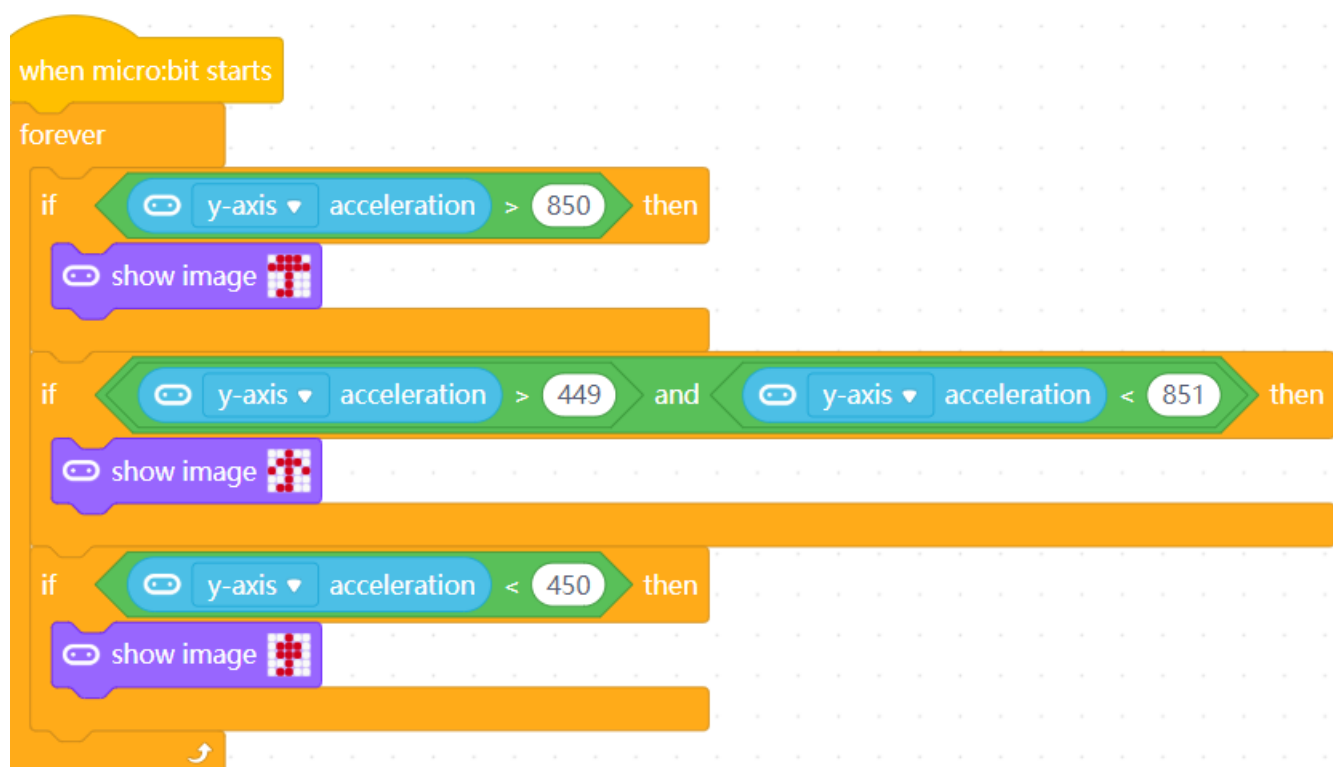 when micro:bit starts
forever
if y-axis acceleration > 850 then
show image
if y-axis acceleration > 449 and y-axis acceleration < 851 then
show image
if y-axis acceleration < 450 then
show image